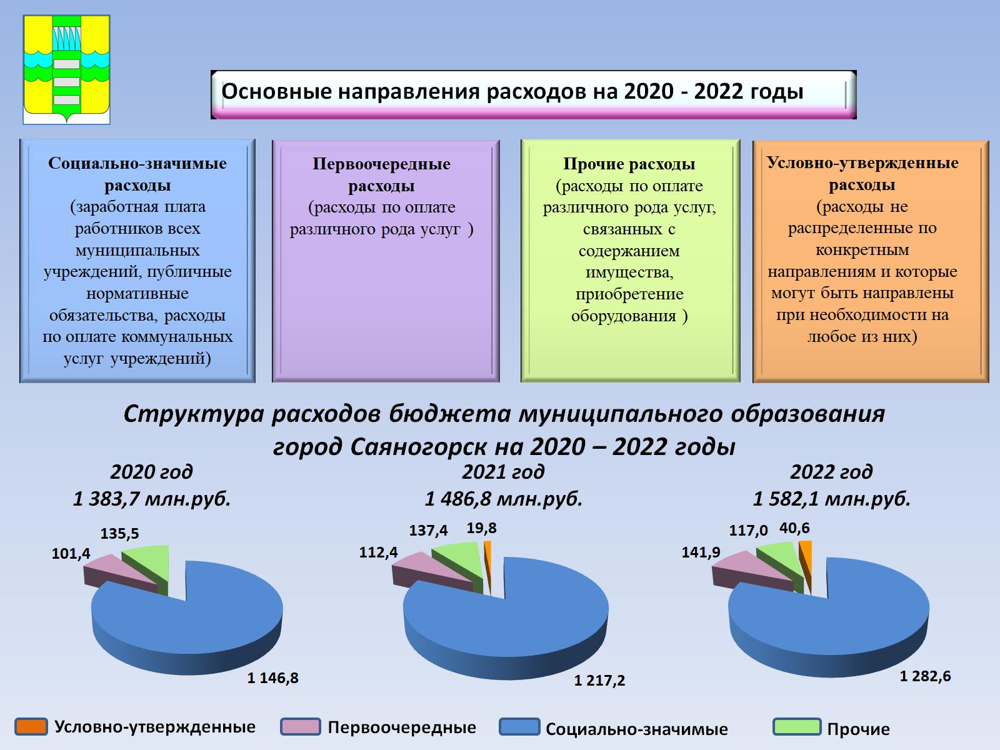 Основные направления расходов на 2020 - 2022 годы
Социально-значимые
расходы
(заработная плата
работников всех
муниципальных
учреждений, публичные
нормативные
обязательства, расходы
по оплате коммунальных
услуг учреждений)
Первоочередные
расходы
(расходы по оплате
различного рода услуг )
Прочие расходы
(расходы по оплате
различного рода услуг,
связанных с
содержанием
имущества,
приобретение
оборудования )
Условно-утвержденные
расходы
(расходы не
распределенные по
конкретным
направлениям и которые
могут быть направлены
при необходимости на
любое из них)
Структура расходов бюджета муниципального образования
город Саяногорск на 2020 – 2022 годы
2020 год
1 383,7 млн.руб.
135,5
101,4
1 146,8
2021 год
1 486,8 млн.руб.
137,4
19,8
112,4
1 217,2
2022 год
1 582,1 млн.руб.
117,0
40,6
141,9
1 282,6
Условно-утвержденные
Первоочередные
Социально-значимые
Прочие